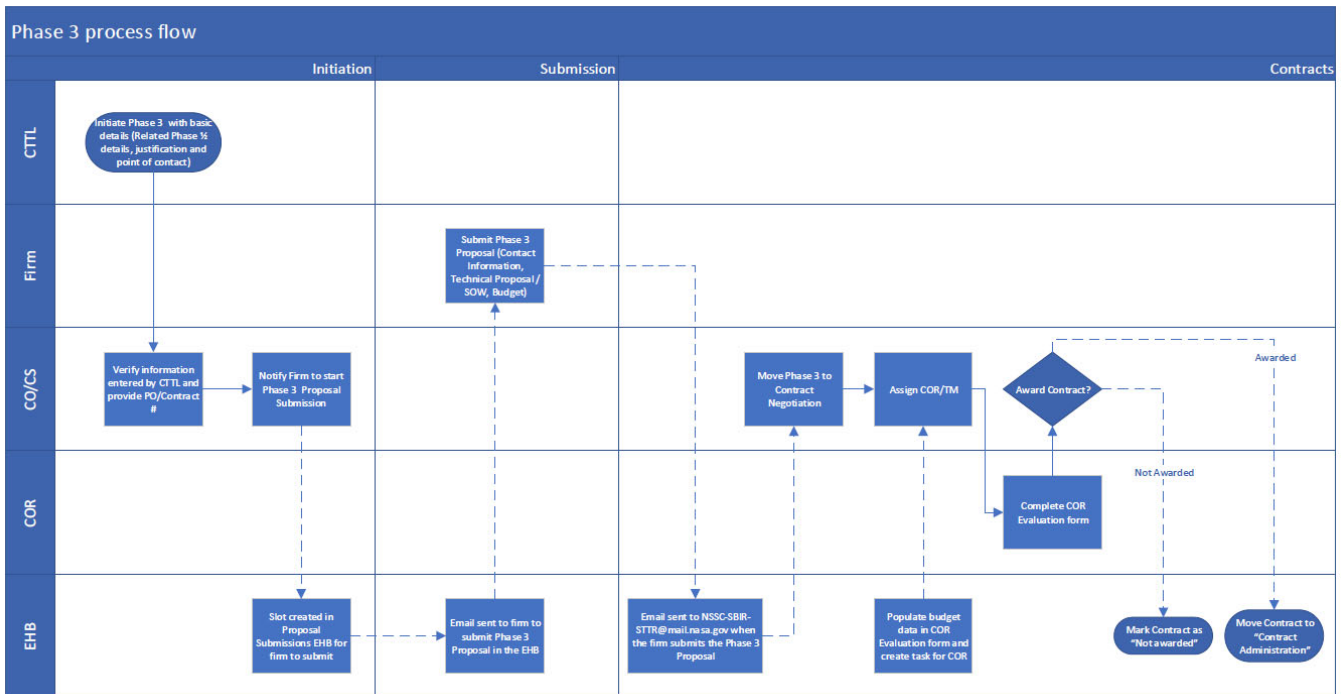 Phase 3 process flow
Initiation
Submission
Contracts
CTTL
Initiate Phase 3 with basic
details (Related Phase ½
details, justification and
point of contact)
Firm
Submit Phase 3
Proposal (Contact
Information,
Technical Proposal /
SOW, Budget)
CO/CS
Verify information
entered by CTTL and
provide PO/Contract
#
Notify Firm to start
Phase 3 Proposal
Submission
Move Phase 3 to
Contract
Negotiation
Assign COR/TM
Award Contract?
Awarded
Not Awarded
COR
Complete COR
Evaluation form
EHB
Slot created in
Proposal
Submissions EHB for
firm to submit
Email sent to firm to
submit Phase 3
Proposal in the EHB
Email sent to NSSC-SBIR-
STTR@mail.nasa.gov when
the firm submits the Phase 3
Proposal
Populate budget
data in COR
Evaluation form and
create task for COR
Mark Contract as
“Not awarded”
Move Contract to
“Contract
Administration”